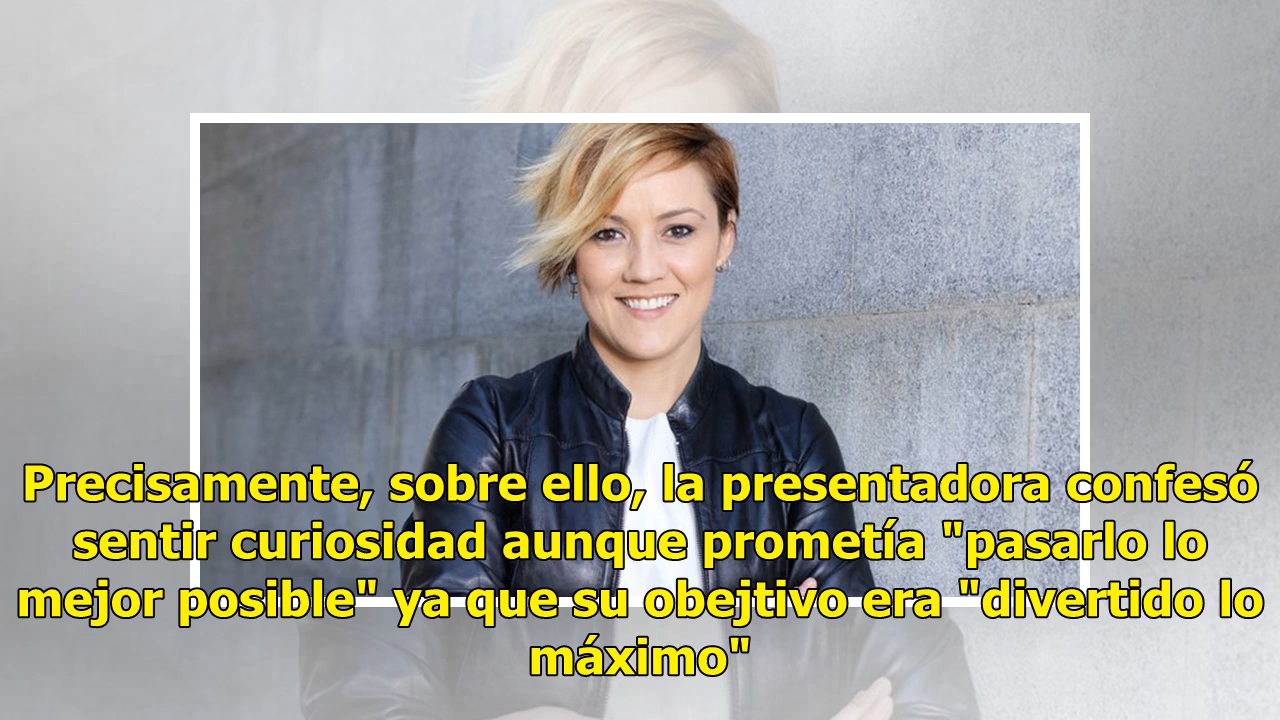 Precisamente, sobre ello, la presentadora confesó
sentir curiosidad aunque prometía "pasarlo lo
mejor posible" ya que su obejtivo era "divertido lo
máximo"